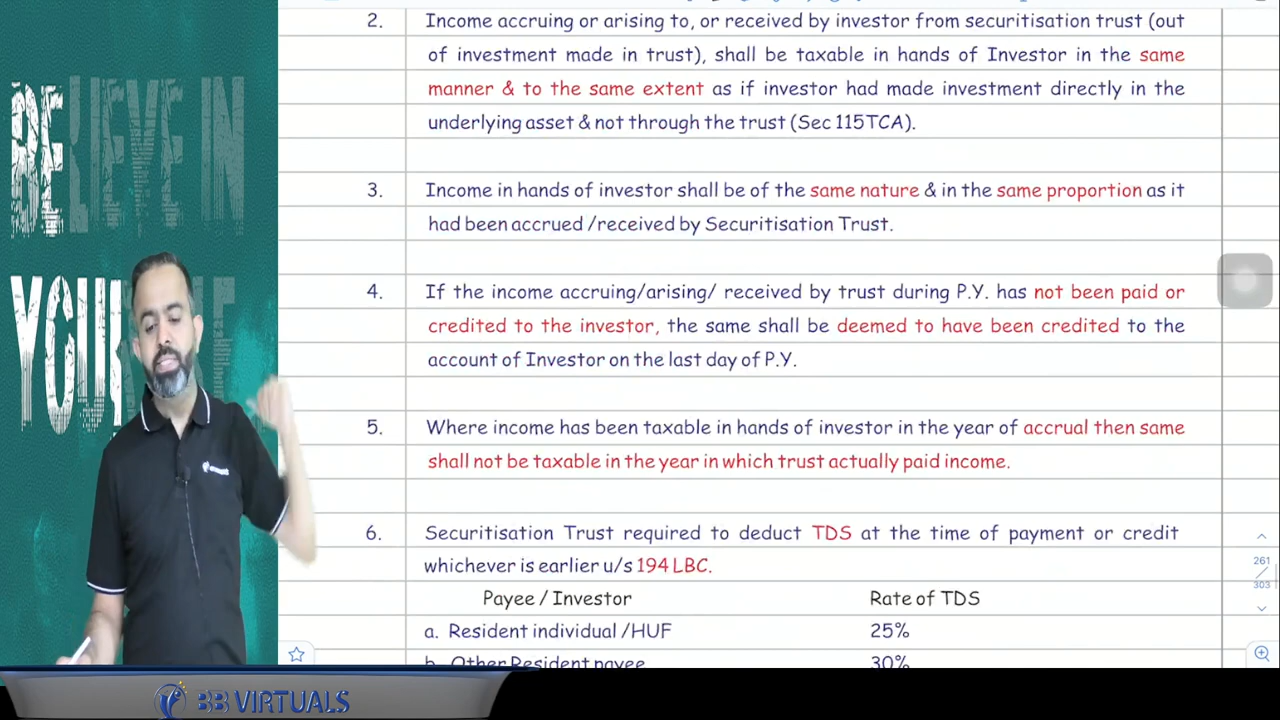 BELIEVE IN
YOURSELF
2. Income accruing or arising to, or received by investor from securitisation trust (out
of investment made in trust), shall be taxable in hands of Investor in the same
manner & to the same extent as if investor had made investment directly in the
underlying asset & not through the trust (Sec 115TCA).
3. Income in hands of investor shall be of the same nature & in the same proportion as it
had been accrued /received by Securitisation Trust.
4. If the income accruing/arising/ received by trust during P.Y. has not been paid or
credited to the investor, the same shall be deemed to have been credited to the
account of Investor on the last day of P.Y.
5. Where income has been taxable in hands of investor in the year of accrual then same
shall not be taxable in the year in which trust actually paid income.
6. Securitisation Trust required to deduct TDS at the time of payment or credit
whichever is earlier u/s 194 LBC.
Payee / Investor Rate of TDS
a. Resident individual /HUF 25%
b. Other Resident payee 30%
261
303
BB VIRTUALS